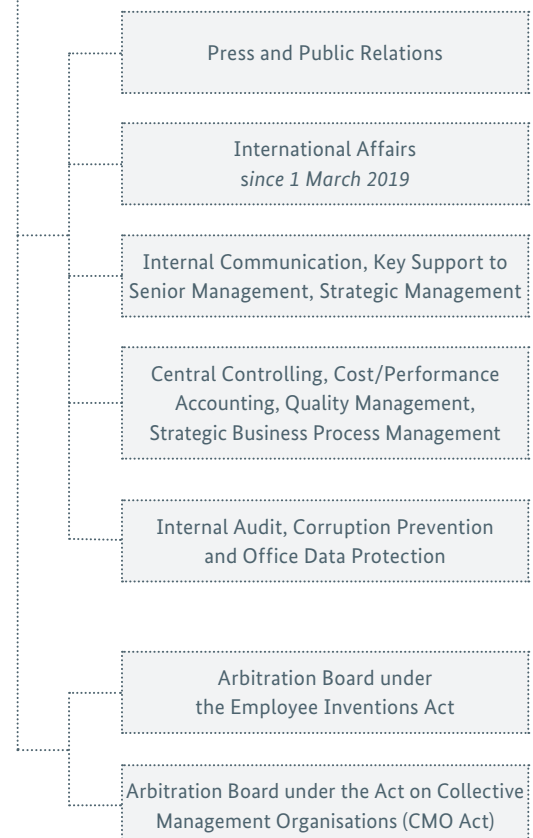 Press and Public Relations
International Affairs
since 1 March 2019
Internal Communication, Key Support to
Senior Management, Strategic Management
Central Controlling, Cost/Performance
Accounting, Quality Management,
Strategic Business Process Management
Internal Audit, Corruption Prevention
and Office Data Protection
Arbitration Board under
the Employee Inventions Act
Arbitration Board under the Act on Collective
Management Organisations (CMO Act)